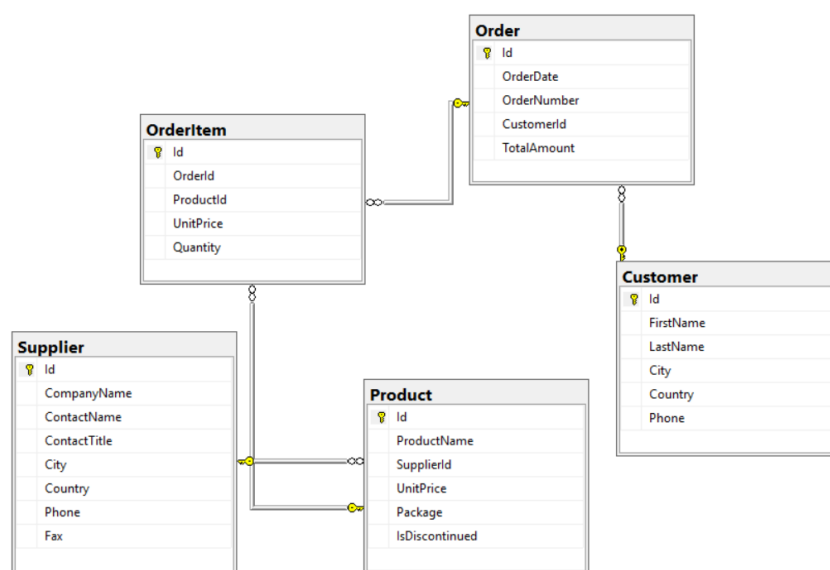 Order
Id
OrderDate
OrderNumber
CustomerId
TotalAmount
OrderItem
Id
OrderId
ProductId
UnitPrice
Quantity
Customer
Id
FirstName
LastName
City
Country
Phone
Supplier
Id
CompanyName
ContactName
ContactTitle
City
Country
Phone
Fax
Product
Id
ProductName
SupplierId
UnitPrice
Package
IsDiscontinued